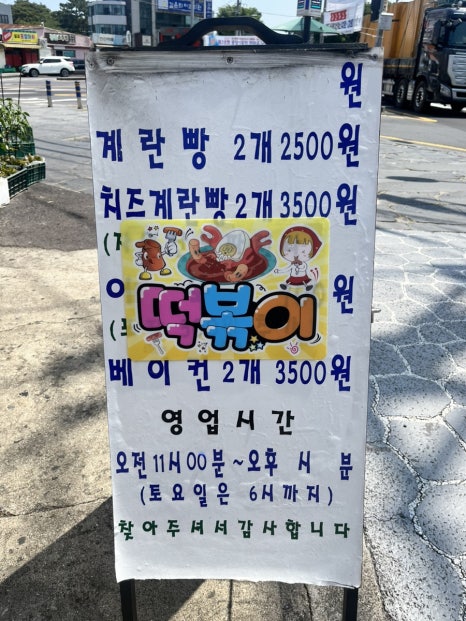 원
계란빵 2개 2500원
치즈계란빵 2개 3500원
떡볶이
원
베이컨 2개 3500원
영업시간
오전 11시00분~오후 시 분
(토요일은 6시까지)
찾아주셔서감사합니다